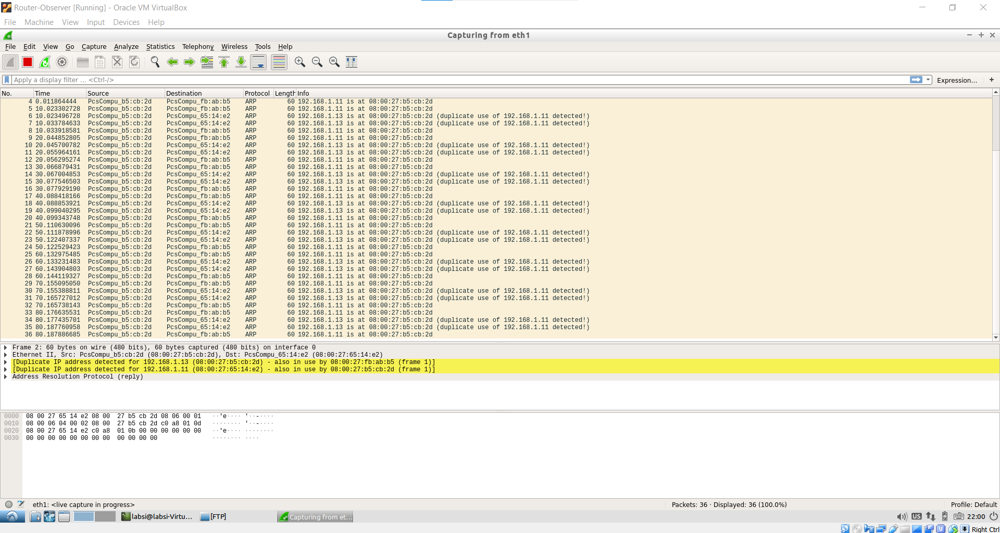 Router-Observer [Running] - Oracle VM VirtualBox
File Machine View Input Devices Help
Capturing from eth1
File Edit View Go Capture Analyze Statistics Telephony Wireless Tools Help
Apply a display filter ... <Ctrl-/> Expression... +
No. Time Source Destination Protocol Length Info
4 0.011864444 PcsCompu_b5:cb:2d PcsCompu_fb:ab:b5 ARP 60 192.168.1.11 is at 08:00:27:b5:cb:2d
5 10.023302728 PcsCompu_b5:cb:2d PcsCompu_fb:ab:b5 ARP 60 192.168.1.11 is at 08:00:27:b5:cb:2d
6 10.023496728 PcsCompu_b5:cb:2d PcsCompu_65:14:e2 ARP 60 192.168.1.13 is at 08:00:27:b5:cb:2d (duplicate use of 192.168.1.11 detected!)
7 10.033784633 PcsCompu_b5:cb:2d PcsCompu_65:14:e2 ARP 60 192.168.1.13 is at 08:00:27:b5:cb:2d (duplicate use of 192.168.1.11 detected!)
8 10.033918581 PcsCompu_b5:cb:2d PcsCompu_fb:ab:b5 ARP 60 192.168.1.11 is at 08:00:27:b5:cb:2d
9 20.044852805 PcsCompu_b5:cb:2d PcsCompu_fb:ab:b5 ARP 60 192.168.1.11 is at 08:00:27:b5:cb:2d
10 20.045700782 PcsCompu_b5:cb:2d PcsCompu_65:14:e2 ARP 60 192.168.1.13 is at 08:00:27:b5:cb:2d (duplicate use of 192.168.1.11 detected!)
11 20.055964161 PcsCompu_b5:cb:2d PcsCompu_65:14:e2 ARP 60 192.168.1.13 is at 08:00:27:b5:cb:2d (duplicate use of 192.168.1.11 detected!)
12 20.056295274 PcsCompu_b5:cb:2d PcsCompu_fb:ab:b5 ARP 60 192.168.1.11 is at 08:00:27:b5:cb:2d
13 30.066879431 PcsCompu_b5:cb:2d PcsCompu_fb:ab:b5 ARP 60 192.168.1.11 is at 08:00:27:b5:cb:2d
14 30.067004853 PcsCompu_b5:cb:2d PcsCompu_65:14:e2 ARP 60 192.168.1.13 is at 08:00:27:b5:cb:2d (duplicate use of 192.168.1.11 detected!)
15 30.077546503 PcsCompu_b5:cb:2d PcsCompu_65:14:e2 ARP 60 192.168.1.13 is at 08:00:27:b5:cb:2d (duplicate use of 192.168.1.11 detected!)
16 30.077929190 PcsCompu_b5:cb:2d PcsCompu_fb:ab:b5 ARP 60 192.168.1.11 is at 08:00:27:b5:cb:2d
17 40.088418166 PcsCompu_b5:cb:2d PcsCompu_fb:ab:b5 ARP 60 192.168.1.11 is at 08:00:27:b5:cb:2d
18 40.088853921 PcsCompu_b5:cb:2d PcsCompu_65:14:e2 ARP 60 192.168.1.13 is at 08:00:27:b5:cb:2d (duplicate use of 192.168.1.11 detected!)
19 40.099040295 PcsCompu_b5:cb:2d PcsCompu_65:14:e2 ARP 60 192.168.1.13 is at 08:00:27:b5:cb:2d (duplicate use of 192.168.1.11 detected!)
20 40.099343748 PcsCompu_b5:cb:2d PcsCompu_fb:ab:b5 ARP 60 192.168.1.11 is at 08:00:27:b5:cb:2d
21 50.110630096 PcsCompu_b5:cb:2d PcsCompu_fb:ab:b5 ARP 60 192.168.1.11 is at 08:00:27:b5:cb:2d
22 50.111878996 PcsCompu_b5:cb:2d PcsCompu_65:14:e2 ARP 60 192.168.1.13 is at 08:00:27:b5:cb:2d (duplicate use of 192.168.1.11 detected!)
23 50.122407337 PcsCompu_b5:cb:2d PcsCompu_65:14:e2 ARP 60 192.168.1.13 is at 08:00:27:b5:cb:2d (duplicate use of 192.168.1.11 detected!)
24 50.122529423 PcsCompu_b5:cb:2d PcsCompu_fb:ab:b5 ARP 60 192.168.1.11 is at 08:00:27:b5:cb:2d
25 60.132975485 PcsCompu_b5:cb:2d PcsCompu_fb:ab:b5 ARP 60 192.168.1.11 is at 08:00:27:b5:cb:2d
26 60.133231483 PcsCompu_b5:cb:2d PcsCompu_65:14:e2 ARP 60 192.168.1.13 is at 08:00:27:b5:cb:2d (duplicate use of 192.168.1.11 detected!)
27 60.143904803 PcsCompu_b5:cb:2d PcsCompu_65:14:e2 ARP 60 192.168.1.13 is at 08:00:27:b5:cb:2d (duplicate use of 192.168.1.11 detected!)
28 60.144119327 PcsCompu_b5:cb:2d PcsCompu_fb:ab:b5 ARP 60 192.168.1.11 is at 08:00:27:b5:cb:2d
29 70.155095050 PcsCompu_b5:cb:2d PcsCompu_fb:ab:b5 ARP 60 192.168.1.11 is at 08:00:27:b5:cb:2d
30 70.155388811 PcsCompu_b5:cb:2d PcsCompu_65:14:e2 ARP 60 192.168.1.13 is at 08:00:27:b5:cb:2d (duplicate use of 192.168.1.11 detected!)
31 70.165727012 PcsCompu_b5:cb:2d PcsCompu_65:14:e2 ARP 60 192.168.1.13 is at 08:00:27:b5:cb:2d (duplicate use of 192.168.1.11 detected!)
32 70.165738143 PcsCompu_b5:cb:2d PcsCompu_fb:ab:b5 ARP 60 192.168.1.11 is at 08:00:27:b5:cb:2d
33 80.176635531 PcsCompu_b5:cb:2d PcsCompu_fb:ab:b5 ARP 60 192.168.1.11 is at 08:00:27:b5:cb:2d
34 80.177435701 PcsCompu_b5:cb:2d PcsCompu_65:14:e2 ARP 60 192.168.1.13 is at 08:00:27:b5:cb:2d (duplicate use of 192.168.1.11 detected!)
35 80.187760958 PcsCompu_b5:cb:2d PcsCompu_65:14:e2 ARP 60 192.168.1.13 is at 08:00:27:b5:cb:2d (duplicate use of 192.168.1.11 detected!)
36 80.187886685 PcsCompu_b5:cb:2d PcsCompu_fb:ab:b5 ARP 60 192.168.1.11 is at 08:00:27:b5:cb:2d
Frame 2: 60 bytes on wire (480 bits), 60 bytes captured (480 bits) on interface 0
Ethernet II, Src: PcsCompu_b5:cb:2d (08:00:27:b5:cb:2d), Dst: PcsCompu_65:14:e2 (08:00:27:65:14:e2)
[Duplicate IP address detected for 192.168.1.13 (08:00:27:b5:cb:2d) - also in use by 08:00:27:fb:ab:b5 (frame 1)]
[Duplicate IP address detected for 192.168.1.11 (08:00:27:65:14:e2) - also in use by 08:00:27:b5:cb:2d (frame 1)]
Address Resolution Protocol (reply)
0000 08 00 27 65 14 e2 08 00 27 b5 cb 2d 08 06 00 01 ··'e···· '··-····
0010 08 00 06 04 00 02 08 00 27 b5 cb 2d c0 a8 01 0d ········ '··-····
0020 08 00 27 65 14 e2 c0 a8 01 0b 00 00 00 00 00 00 ··'e···· ········
0030 00 00 00 00 00 00 00 00 00 00 00 00 ········ ····
eth1: <live capture in progress> Packets: 36 · Displayed: 36 (100.0%) Profile: Default
labsi@labsi-Virtu... [FTP] Capturing from et... US 22:00
Right Ctrl